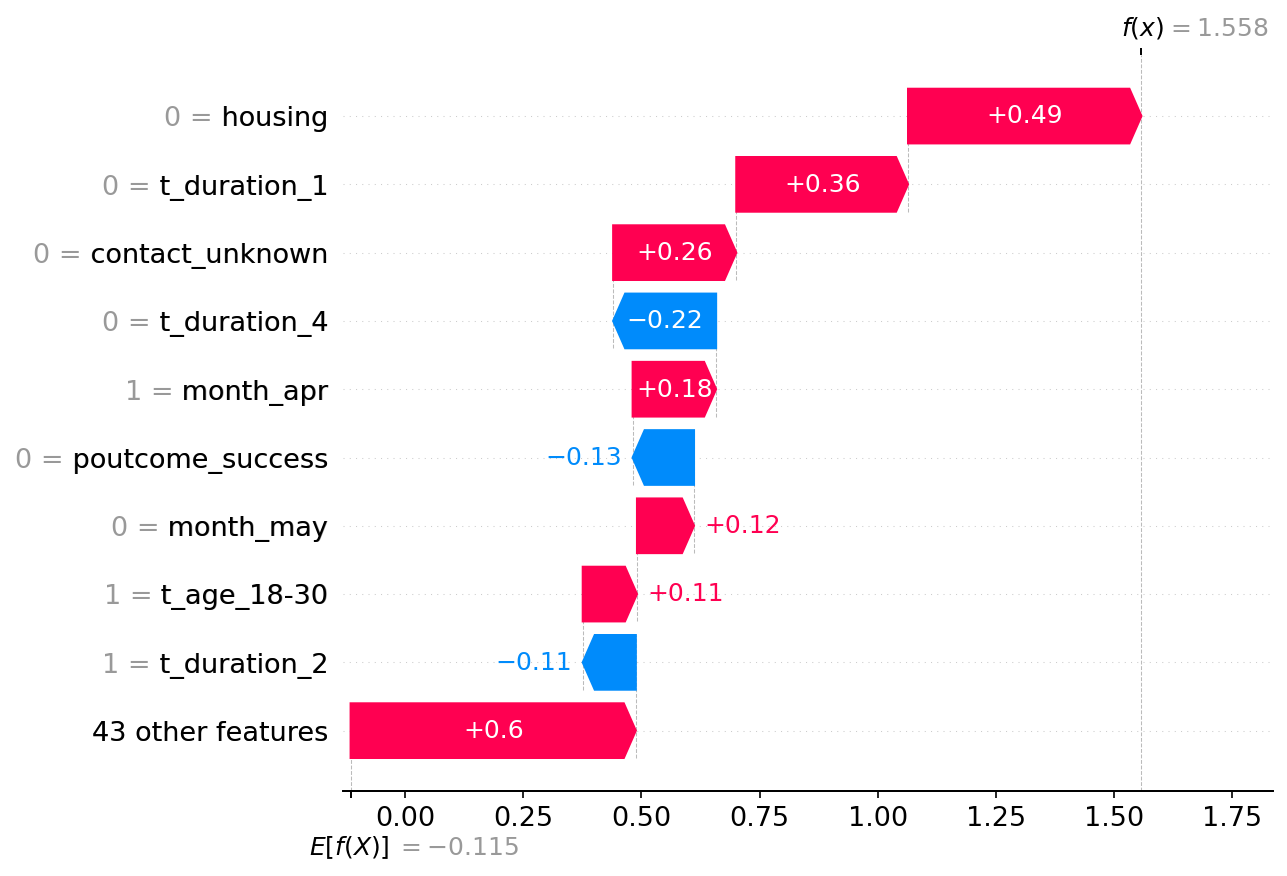 f(x) = 1.558
0 = housing +0.49
0 = t_duration_1 +0.36
0 = contact_unknown +0.26
0 = t_duration_4 −0.22
1 = month_apr +0.18
0 = poutcome_success −0.13
0 = month_may +0.12
1 = t_age_18-30 +0.11
1 = t_duration_2 −0.11
43 other features +0.6
0.00 0.25 0.50 0.75 1.00 1.25 1.50 1.75
E[f(X)] = −0.115